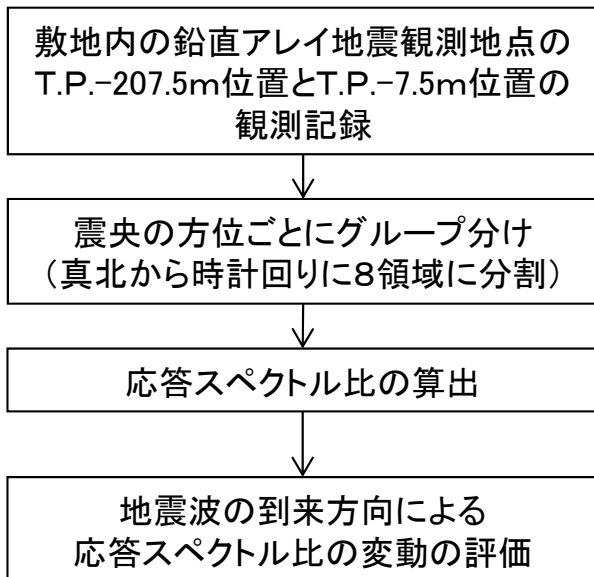 敷地内の鉛直アレイ地震観測地点の
T.P.-207.5m位置とT.P.-7.5m位置の
観測記録
震央の方位ごとにグループ分け
（真北から時計回りに８領域に分割）
応答スペクトル比の算出
地震波の到来方向による
応答スペクトル比の変動の評価